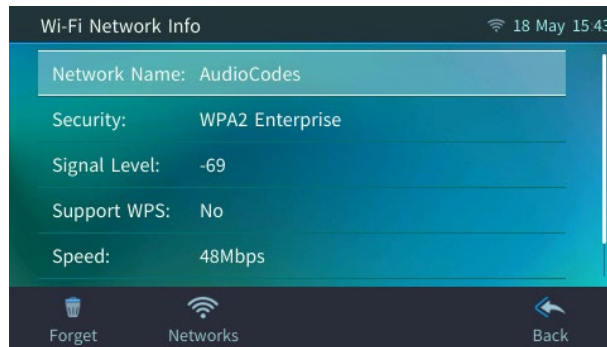 Wi-Fi Network Info 18 May 15:43
Network Name: AudioCodes
Security: WPA2 Enterprise
Signal Level: -69
Support WPS: No
Speed: 48Mbps
Forget Networks Back